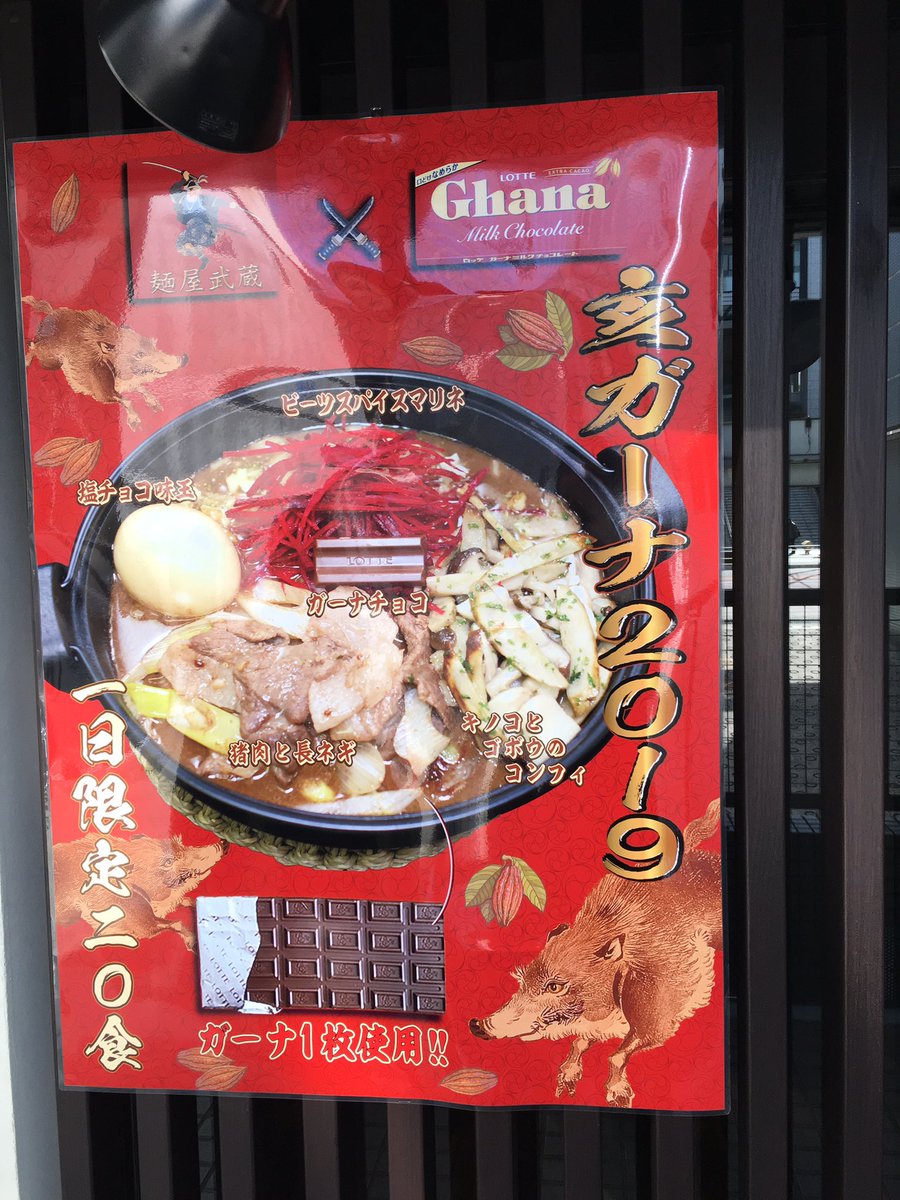 麺屋武蔵
口どけなめらか
LOTTE
EXTRA CACAO
Ghana
Milk Chocolate
ロッテ ガーナミルクチョコレート
亥ガーナ2019
ビーツスパイスマリネ
塩チョコ味玉
LOTTE
ガーナチョコ
猪肉と長ネギ
キノコと
ゴボウの
コンフィ
一日限定二〇食
ガーナ1枚使用!!